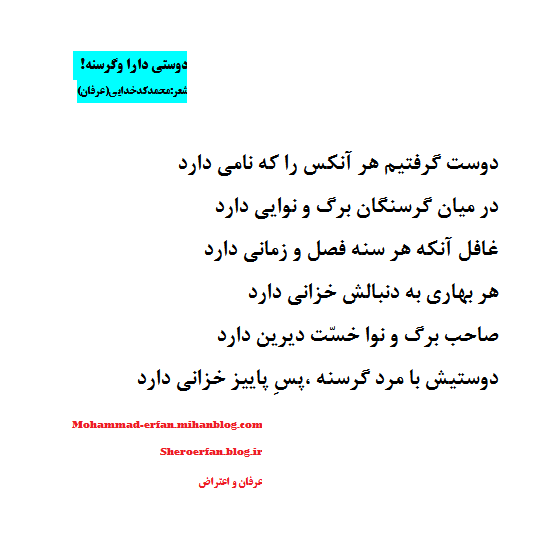 دوستی دارا وگرسنه!
شعر:محمدکدخدایی(عرفان)
دوست گرفتیم هر آنکس را که نامی دارد
در میان گرسنگان برگ و نوایی دارد
غافل آنکه هر سنه فصل و زمانی دارد
هر بهاری به دنبالش خزانی دارد
صاحب برگ و نوا خسّت دیرین دارد
دوستیش با مرد گرسنه ،پسِ پاییز خزانی دارد
Mohammad-erfan.mihanblog.com
Sheroerfan.blog.ir
عرفان و اعتراض